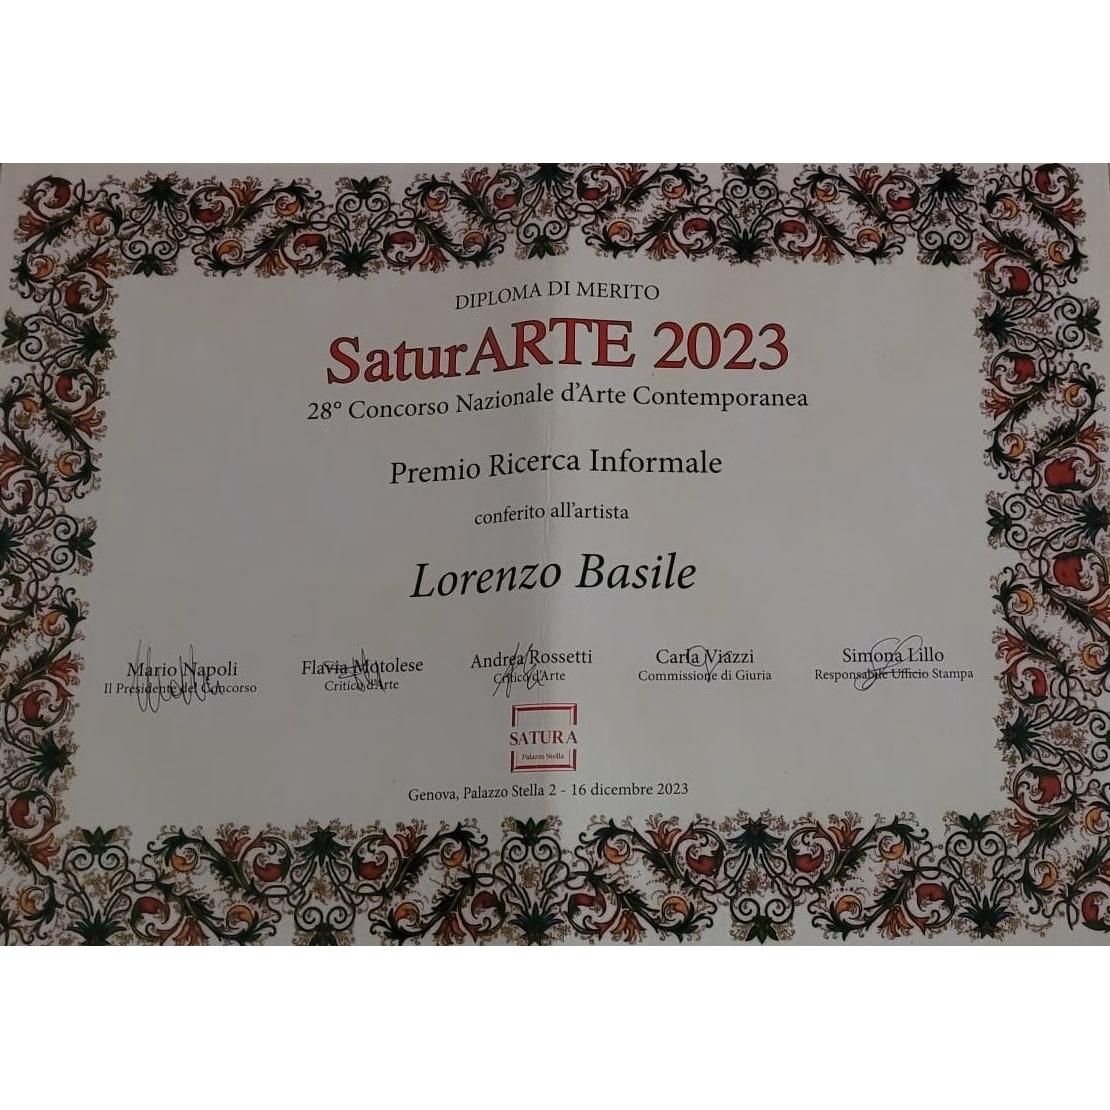 DIPLOMA DI MERITO
SaturARTE 2023
28° Concorso Nazionale d'Arte Contemporanea
Premio Ricerca Informale
conferito all'artista
Lorenzo Basile
Mario Napoli
Il Presidente del Concorso
Flavia Motolese
Critico d'Arte
Andrea Rossetti
Critico d'Arte
Carla Viazzi
Commissione di Giuria
Simona Lillo
Responsabile Ufficio Stampa
SATURA
Palazzo Stella
Genova, Palazzo Stella 2 - 16 dicembre 2023